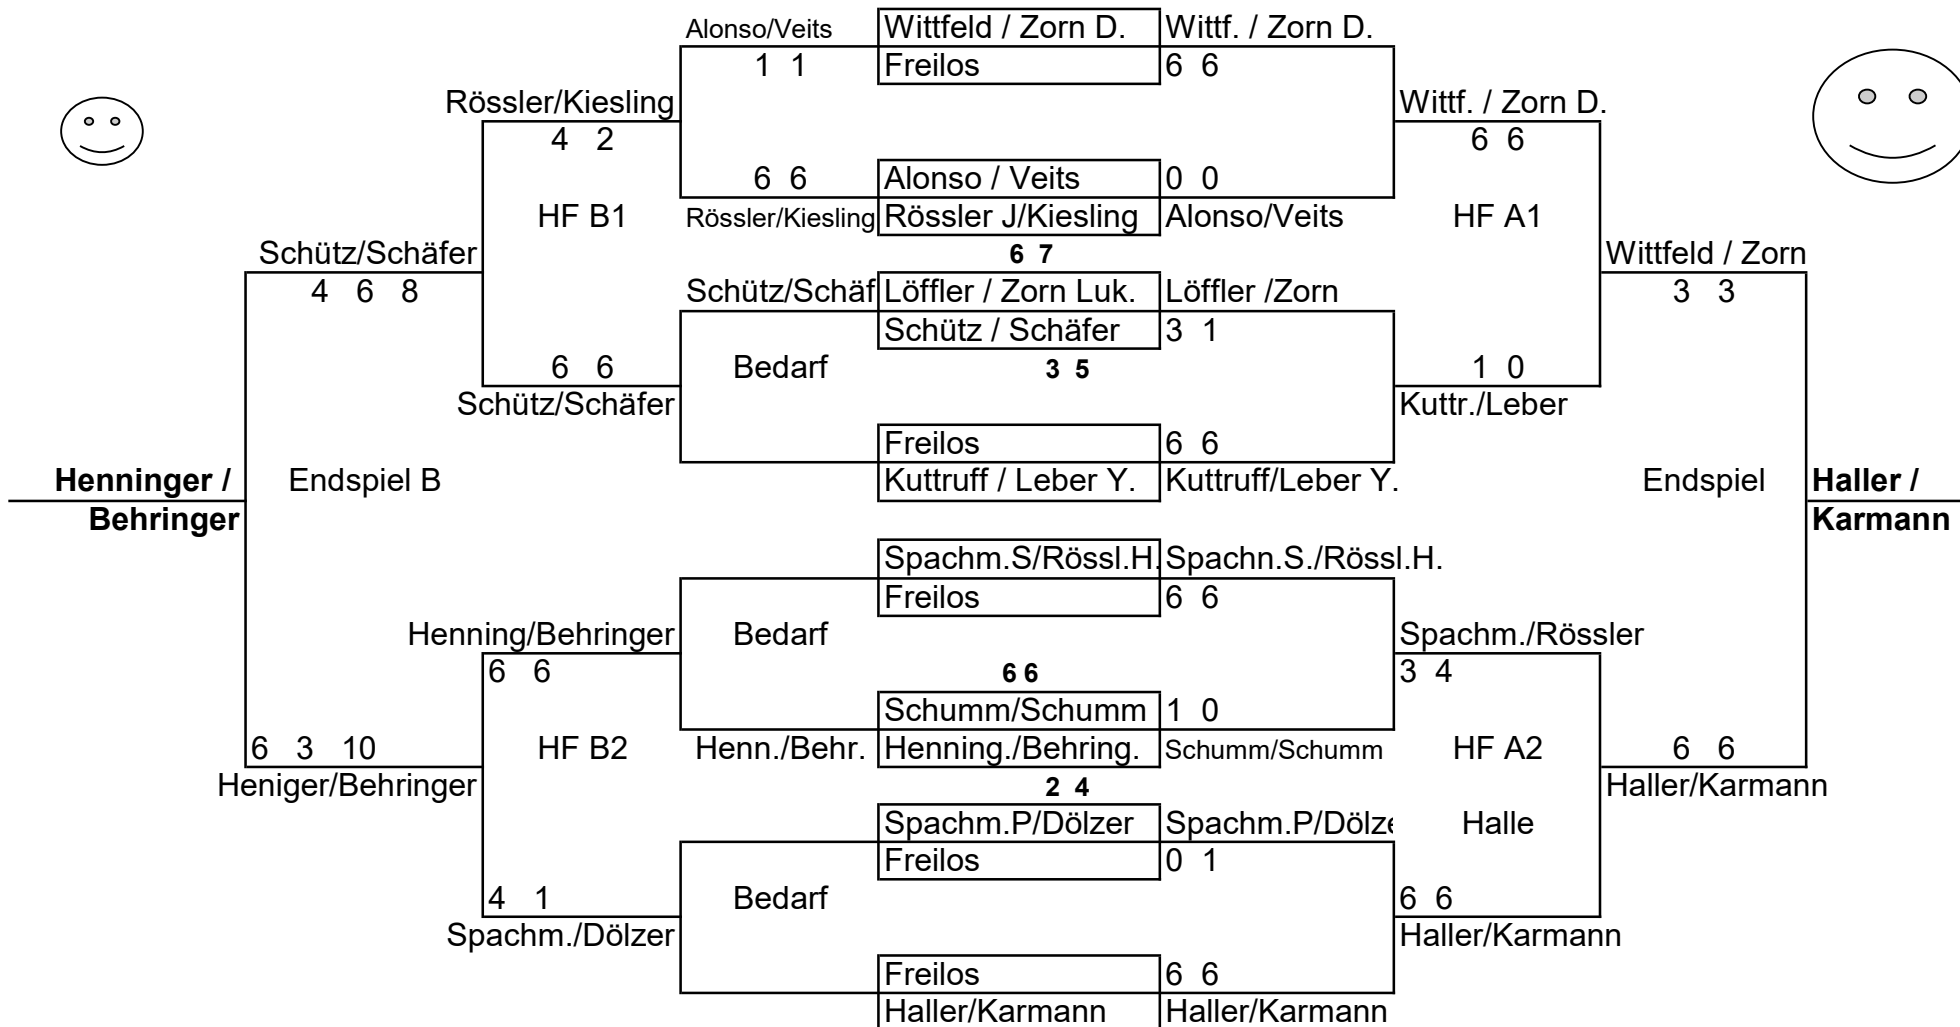 Alonso/Veits Wittfeld / Zorn D. Wittf. / Zorn D.
1 1 Freilos 6 6
Rössler/Kiesling Wittf. / Zorn D.
4 2 6 6
6 6 Alonso / Veits 0 0
HF B1 Rössler/Kiesling Rössler J/Kiesling Alonso/Veits HF A1
Schütz/Schäfer 6 7 Wittfeld / Zorn
4 6 8 Schütz/Schäf Löffler / Zorn Luk. Löffler /Zorn 3 3
Schütz / Schäfer 3 1
6 6 Bedarf 3 5 1 0
Schütz/Schäfer Kuttr./Leber
Freilos 6 6
Henninger / Endspiel B Kuttruff / Leber Y. Kuttruff/Leber Y. Endspiel Haller /
Behringer Karmann
Spachm.S/Rössl.H. Spachn.S./Rössl.H.
Freilos 6 6
Henning/Behringer Bedarf Spachm./Rössler
6 6 6 6 3 4
Schumm/Schumm 1 0
6 3 10 HF B2 Henn./Behr. Henning./Behring. Schumm/Schumm HF A2 6 6
Heniger/Behringer 2 4 Haller/Karmann
Spachm.P/Dölzer Spachm.P/Dölze Halle
Freilos 0 1
4 1 Bedarf 6 6
Spachm./Dölzer Haller/Karmann
Freilos 6 6
Haller/Karmann Haller/Karmann